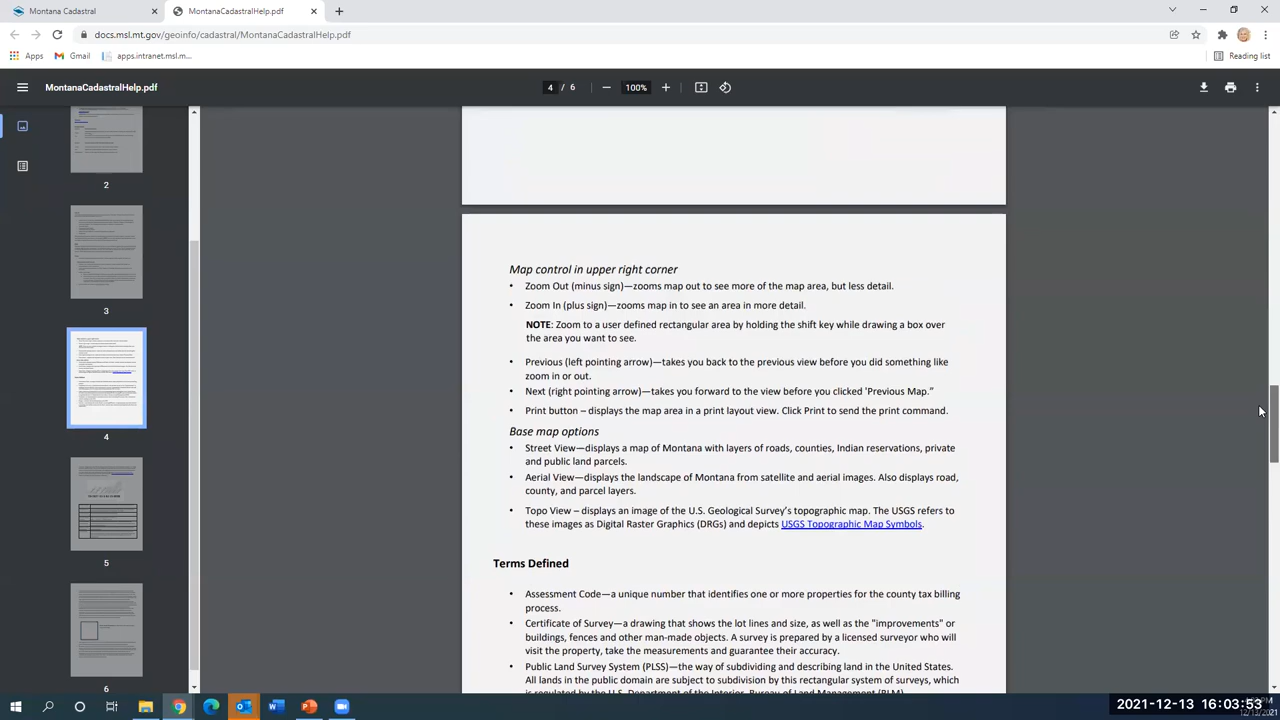 Montana Cadastral
MontanaCadastralHelp.pdf
docs.msl.mt.gov/geoinfo/cadastral/MontanaCadastralHelp.pdf
Apps
Gmail
apps.intranet.msl.m...
Reading list
MontanaCadastralHelp.pdf
4 / 6
100%
2
3
4
5
6
Map control in upper right corner
• Zoom Out (minus sign)—zooms map out to see more of the map area, but less detail.
• Zoom In (plus sign)—zooms map in to see an area in more detail.
NOTE: Zoom to a user defined rectangular area by holding the shift key while drawing a box over
the area you want to see.
Previous (left pointing arrow)—takes you back to the previous view before you did something like
zoom in or out.
Next (right pointing arrow)—takes you forward to the view before you clicked 'Previous Map."
• Print button – displays the map area in a print layout view. Click Print to send the print command.
Base map options
• Street View—displays a map of Montana with layers of roads, counties, Indian reservations, private
and public land parcels.
• Aerial View—displays the landscape of Montana from satellite and aerial images. Also displays road,
county, and parcel layers.
• Topo View – displays an image of the U.S. Geological Survey's topographic map. The USGS refers to
these images as Digital Raster Graphics (DRGs) and depicts USGS Topographic Map Symbols.
Terms Defined
• Assessment Code—a unique number that identifies one or more properties for the county tax billing
process.
• Certificate of Survey—a drawing that shows the lot lines and size, as well as the "improvements" or
buildings, fences and other man-made objects. A survey is prepared by a licensed surveyor who will
visit the property, take the measurements and guarantee their accuracy.
• Public Land Survey System (PLSS)—the way of subdividing and describing land in the United States.
All lands in the public domain are subject to subdivision by this rectangular system of surveys, which
is regulated by the U.S. Department of the Interior, Bureau of Land Management (BLM)
2021-12-13 16:03:53
12/13/2021